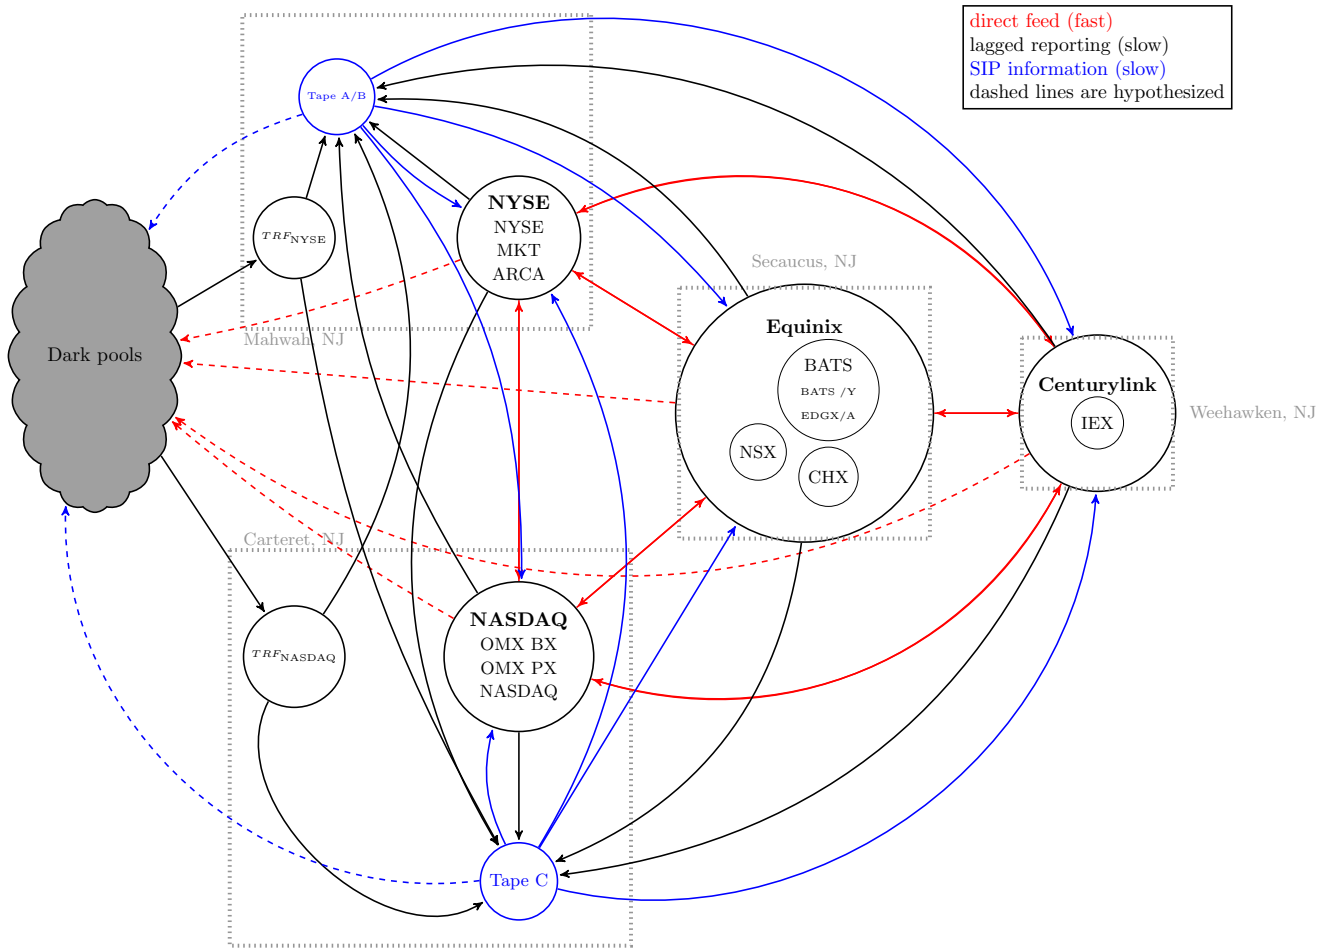 direct feed (fast)
lagged reporting (slow)
SIP information (slow)
dashed lines are hypothesized
Tape A/B
NYSE
NYSE
MKT
ARCA
TRF_NYSE
Secaucus, NJ
Equinix
BATS
BATS /Y
EDGX/A
NSX
CHX
Mahwah, NJ
Dark pools
Centurylink
IEX
Weehawken, NJ
Carteret, NJ
NASDAQ
OMX BX
OMX PX
NASDAQ
TRF_NASDAQ
Tape C